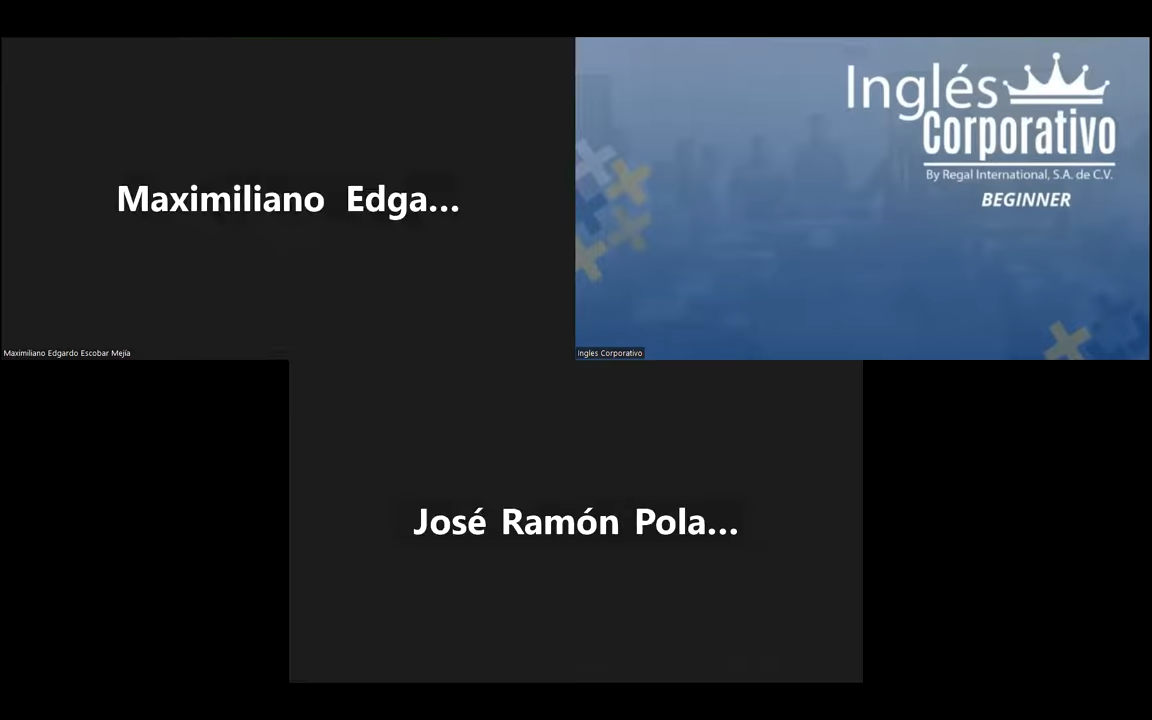 Maximiliano Edga...
Inglés
Corporativo
By Regal International, S.A. de C.V.
BEGINNER
Maximiliano Edgardo Escobar Mejía
Ingles Corporativo
José Ramón Pola...